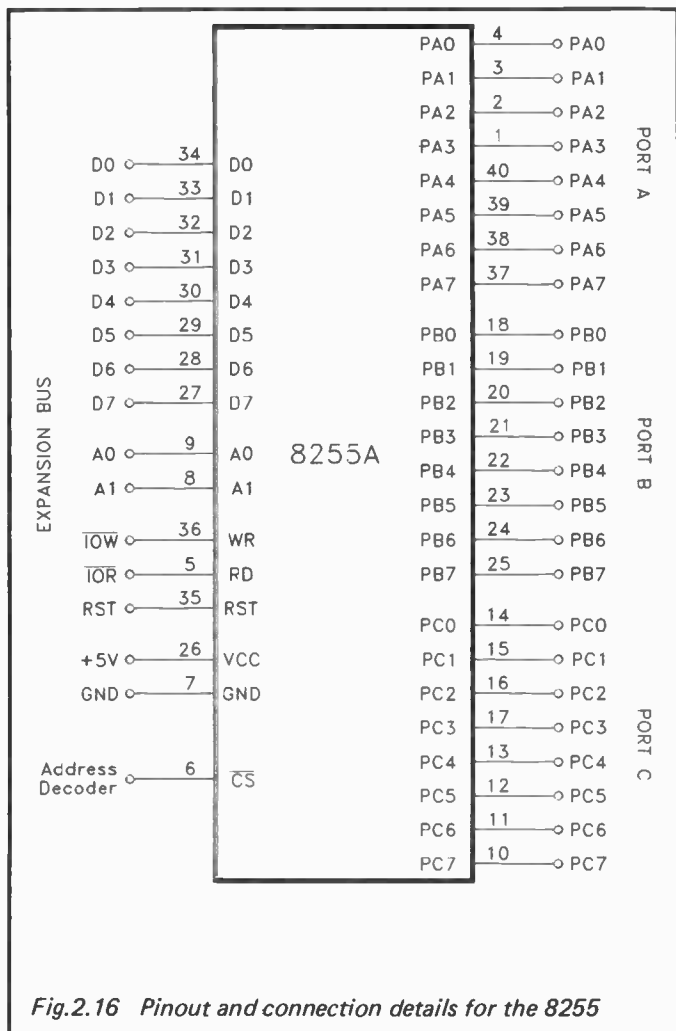 PA0 4 PA0
PA1 3 PA1
PA2 2 PA2
PA3 1 PA3
PA4 40 PA4
PA5 39 PA5
PA6 38 PA6
PA7 37 PA7
PORT A
PB0 18 PB0
PB1 19 PB1
PB2 20 PB2
PB3 21 PB3
PB4 22 PB4
PB5 23 PB5
PB6 24 PB6
PB7 25 PB7
PORT B
PC0 14 PC0
PC1 15 PC1
PC2 16 PC2
PC3 17 PC3
PC4 13 PC4
PC5 12 PC5
PC6 11 PC6
PC7 10 PC7
PORT C
8255A
EXPANSION BUS
D0 34 D0
D1 33 D1
D2 32 D2
D3 31 D3
D4 30 D4
D5 29 D5
D6 28 D6
D7 27 D7
A0 9 A0
A1 8 A1
I̅O̅W̅ 36 WR
I̅O̅R̅ 5 RD
RST 35 RST
+5V 26 VCC
GND 7 GND
Address
Decoder 6 C̅S̅
Fig.2.16 Pinout and connection details for the 8255